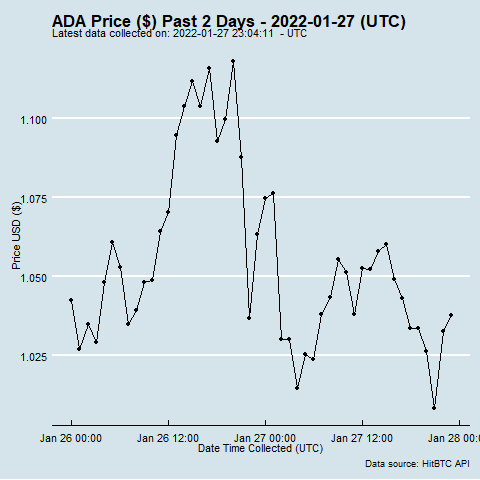 ADA Price ($) Past 2 Days - 2022-01-27 (UTC)
Latest data collected on: 2022-01-27 23:04:11  - UTC
1.100
1.075
1.050
1.025
Price USD ($)
Jan 26 00:00 Jan 26 12:00 Jan 27 00:00 Jan 27 12:00 Jan 28 00:00
Date Time Collected (UTC)
Data source: HitBTC API